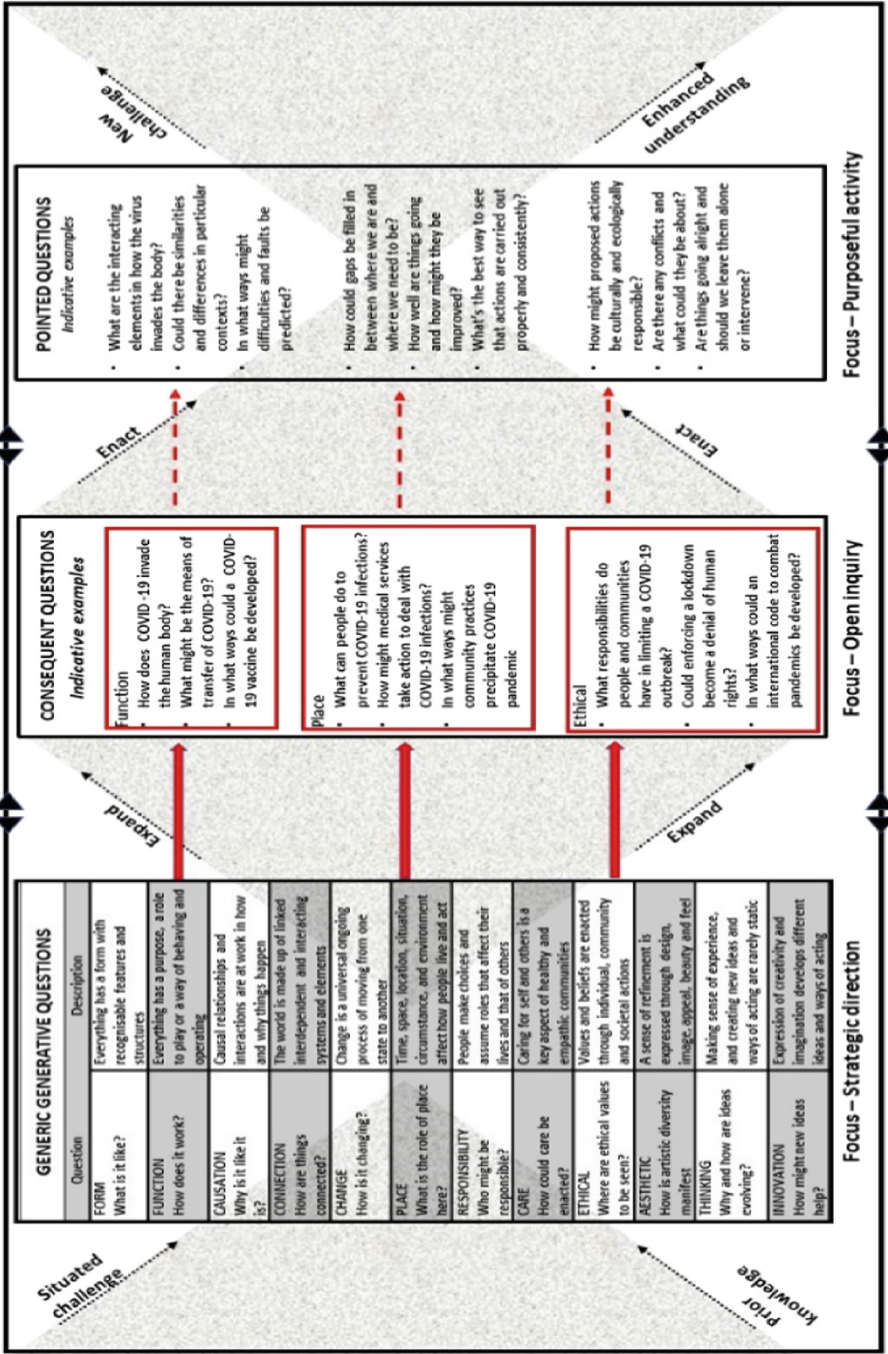 Situated
challenge
Prior
knowledge
GENERIC GENERATIVE QUESTIONS
Question
Description
FORM
What is it like?
Everything has a form with
recognisable features and
structures
FUNCTION
How does it work?
Everything has a purpose, a role
to play or a way of behaving and
operating
CAUSATION
Why is it like it
is?
Causal relationships and
interactions are at work in how
and why things happen
CONNECTION
How are things
connected?
The world is made up of linked
interdependent and interacting
systems and elements
CHANGE
How is it changing?
Change is a universal ongoing
process of moving from one
state to another
PLACE
What is the role of place
here?
Time, space, location, situation,
circumstance, and environment
affect how people live and act
RESPONSIBILITY
Who might be
responsible?
People make choices and
assume roles that affect their
lives and that of others
CARE
How could care be
enacted?
Caring for self and others is a
key aspect of healthy and
empathic communities
ETHICAL
Where are ethical values
to be seen?
Values and beliefs are enacted
through individual, community
and societal actions
AESTHETIC
How is artistic diversity
manifest
A sense of refinement is
expressed through design,
image, appeal, beauty and feel
THINKING
Why and how are ideas
evolving?
Making sense of experience,
and creating new ideas and
ways of acting are rarely static
INNOVATION
How might new ideas
help?
Expression of creativity and
imagination develops different
ideas and ways of acting
Focus – Strategic direction
Expand
Expand
CONSEQUENT QUESTIONS
Indicative examples
Function
• How does COVID -19 invade
the human body?
• What might be the means of
transfer of COVID-19?
• In what ways could a COVID-
19 vaccine be developed?
Place
• What can people do to
prevent COVID-19 infections?
• How might medical services
take action to deal with
COVID-19 infections?
• In what ways might
community practices
precipitate COVID-19
pandemic
Ethical
• What responsibilities do
people and communities
have in limiting a COVID-19
outbreak?
• Could enforcing a lockdown
become a denial of human
rights?
• In what ways could an
international code to combat
pandemics be developed?
Focus – Open inquiry
Enact
Enact
POINTED QUESTIONS
Indicative examples
• What are the interacting
elements in how the virus
invades the body?
• Could there be similarities
and differences in particular
contexts?
• In what ways might
difficulties and faults be
predicted?
• How could gaps be filled in
between where we are and
where we need to be?
• How well are things going
and how might they be
improved?
• What's the best way to see
that actions are carried out
properly and consistently?
• How might proposed actions
be culturally and ecologically
responsible?
• Are there any conflicts and
what could they be about?
• Are things going alright and
should we leave them alone
or intervene?
Focus – Purposeful activity
New
challenge
Enhanced
understanding